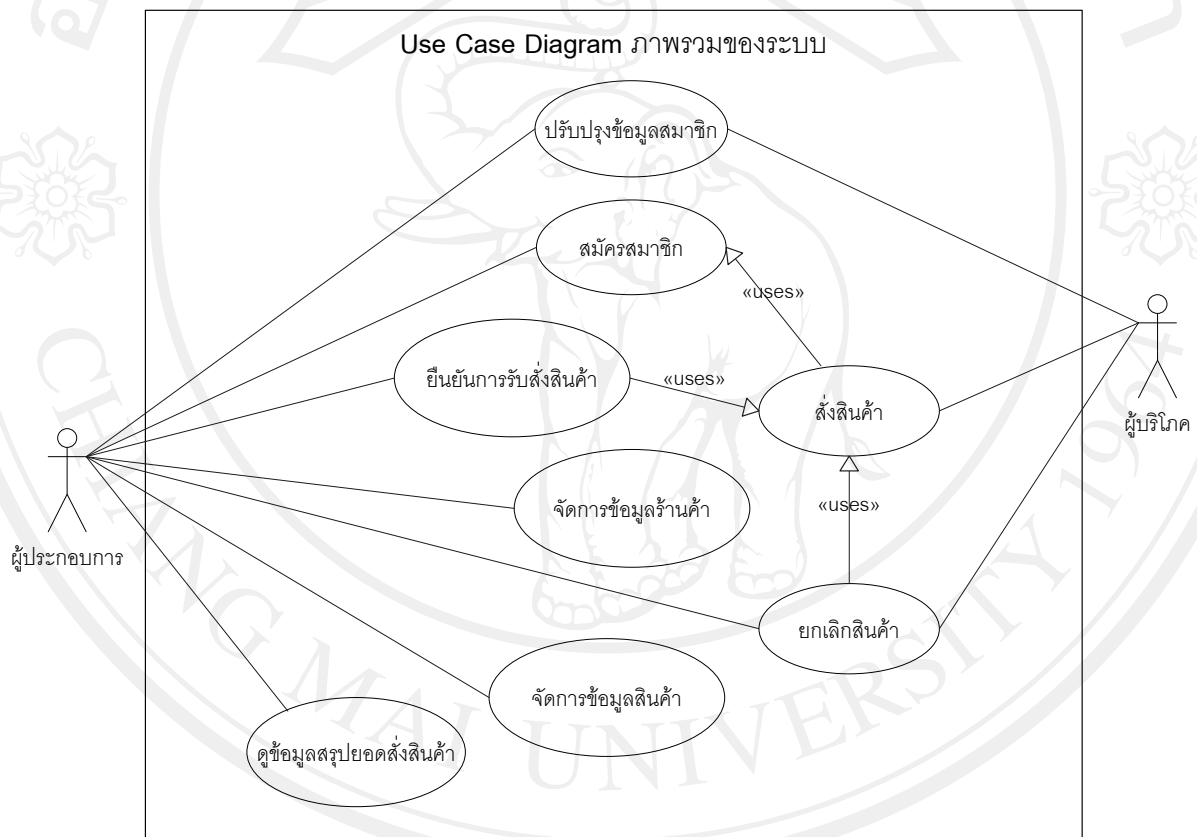 Use Case Diagram ภาพรวมของระบบ
ปรับปรุงข้อมูลสมาชิก
สมัครสมาชิก
«uses»
ยืนยันการรับสั่งสินค้า
«uses»
สั่งสินค้า
ผู้บริโภค
«uses»
จัดการข้อมูลร้านค้า
ผู้ประกอบการ
ยกเลิกสินค้า
จัดการข้อมูลสินค้า
ดูข้อมูลสรุปยอดสั่งสินค้า
CHIANG MAI UNIVERSITY 1964